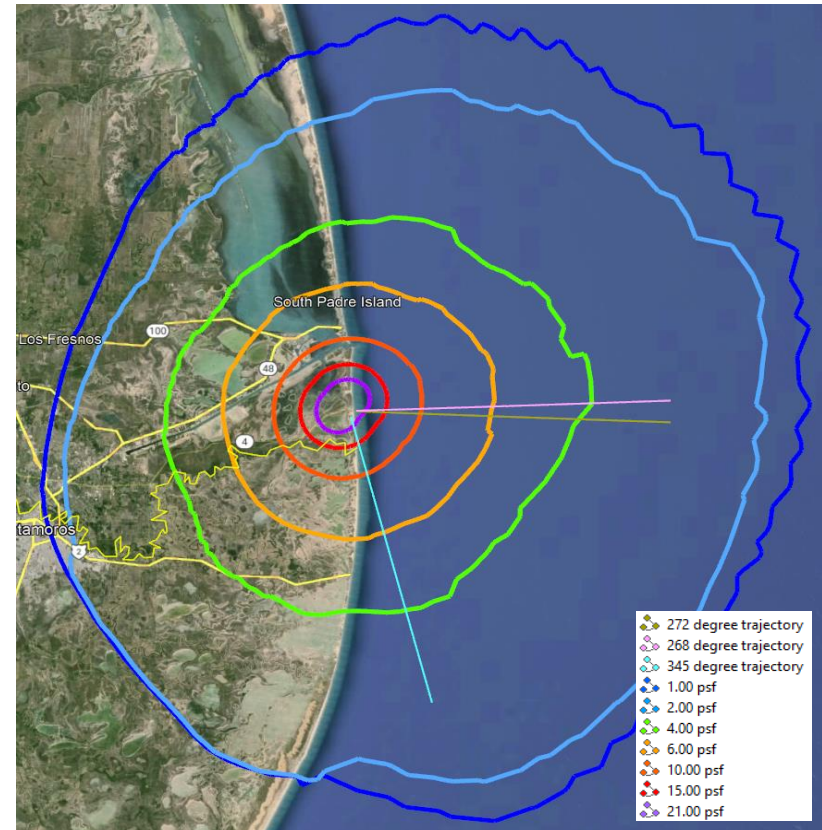 South Padre Island
100
Los Fresnos
to
48
4
tamoros
2
272 degree trajectory
268 degree trajectory
345 degree trajectory
1.00 psf
2.00 psf
4.00 psf
6.00 psf
10.00 psf
15.00 psf
21.00 psf